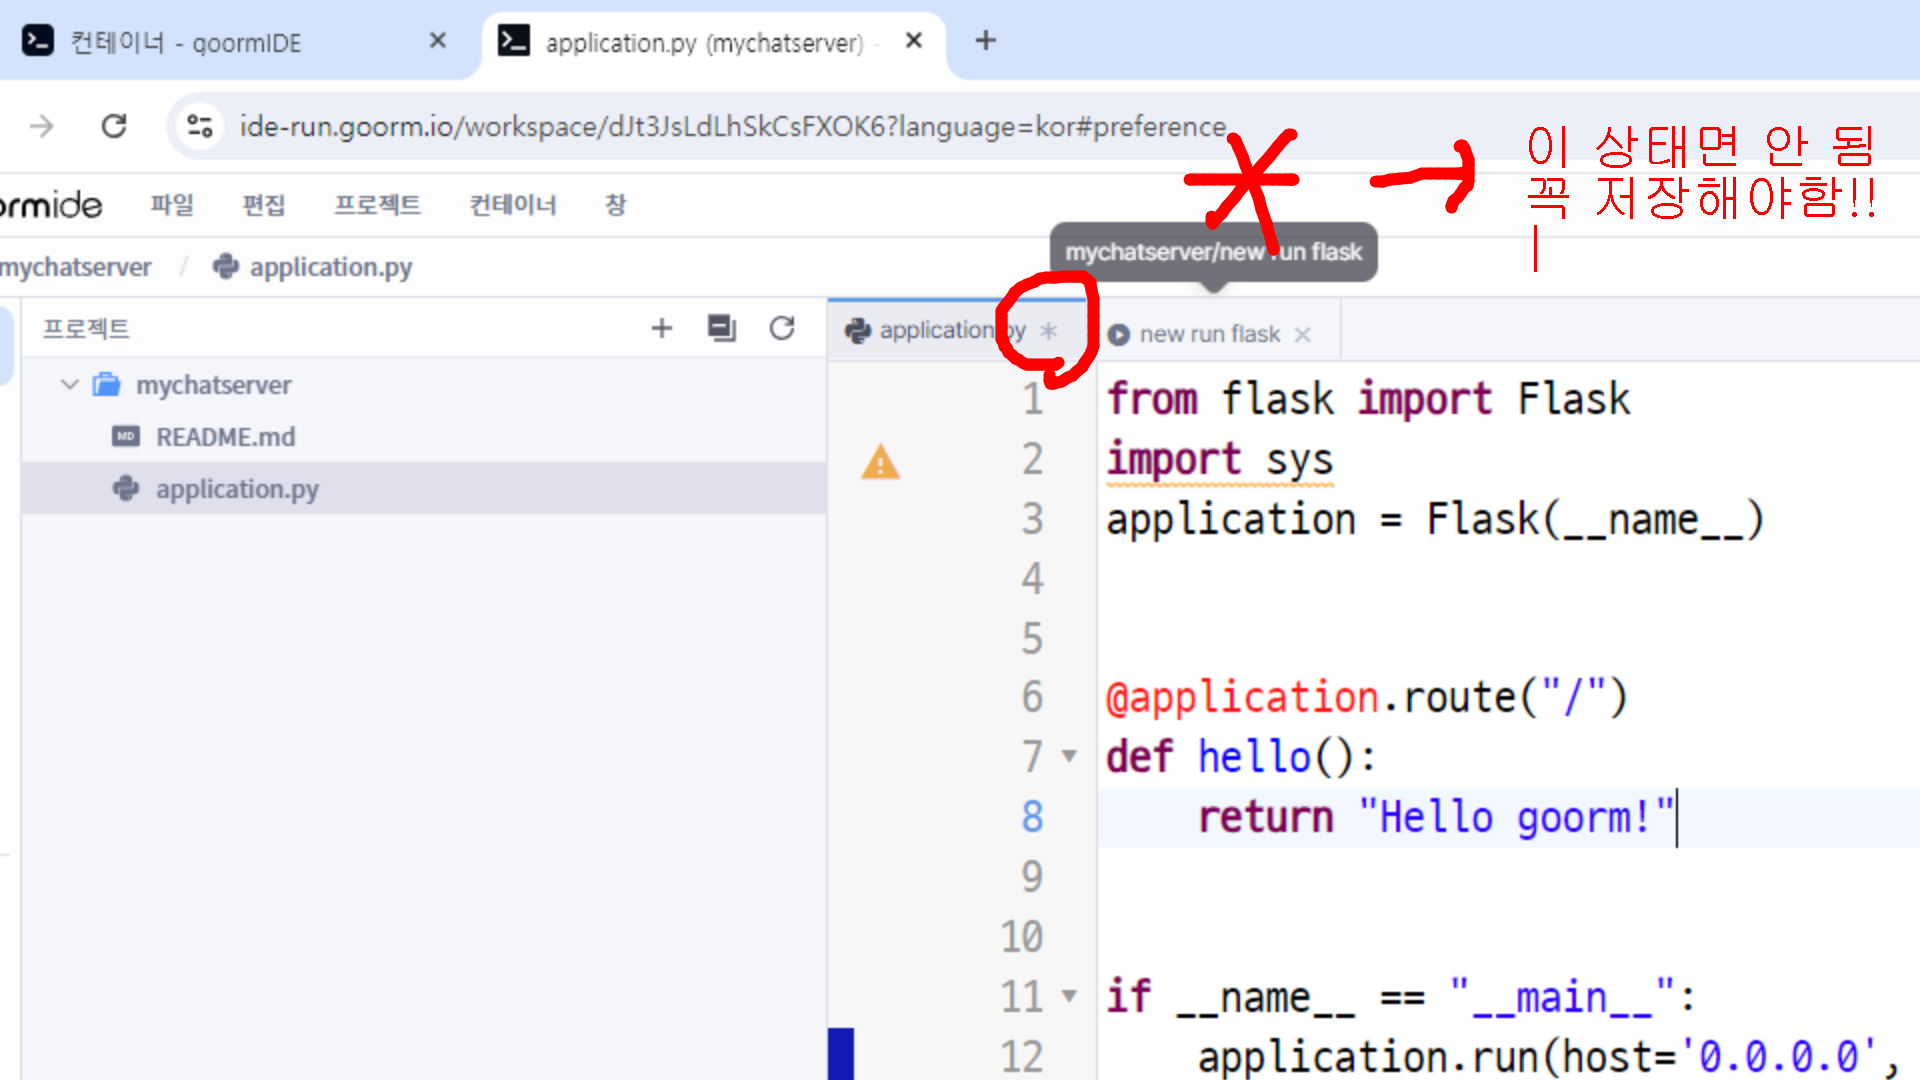 컨테이너 - goormIDE
application.py (mychatserver) -
ide-run.goorm.io/workspace/dJt3JsLdLhSkCsFXOK6?language=kor#preference
이 상태면 안 됨
꼭 저장해야함!!
ormide 파일 편집 프로젝트 컨테이너 창
mychatserver/new run flask
mychatserver / application.py
프로젝트
application.py *
new run flask
mychatserver
README.md
application.py
1 from flask import Flask
2 import sys
3 application = Flask(__name__)
4
5
6 @application.route("/")
7 def hello():
8 return "Hello goorm!"
9
10
11 if __name__ == "__main__":
12 application.run(host='0.0.0.0',